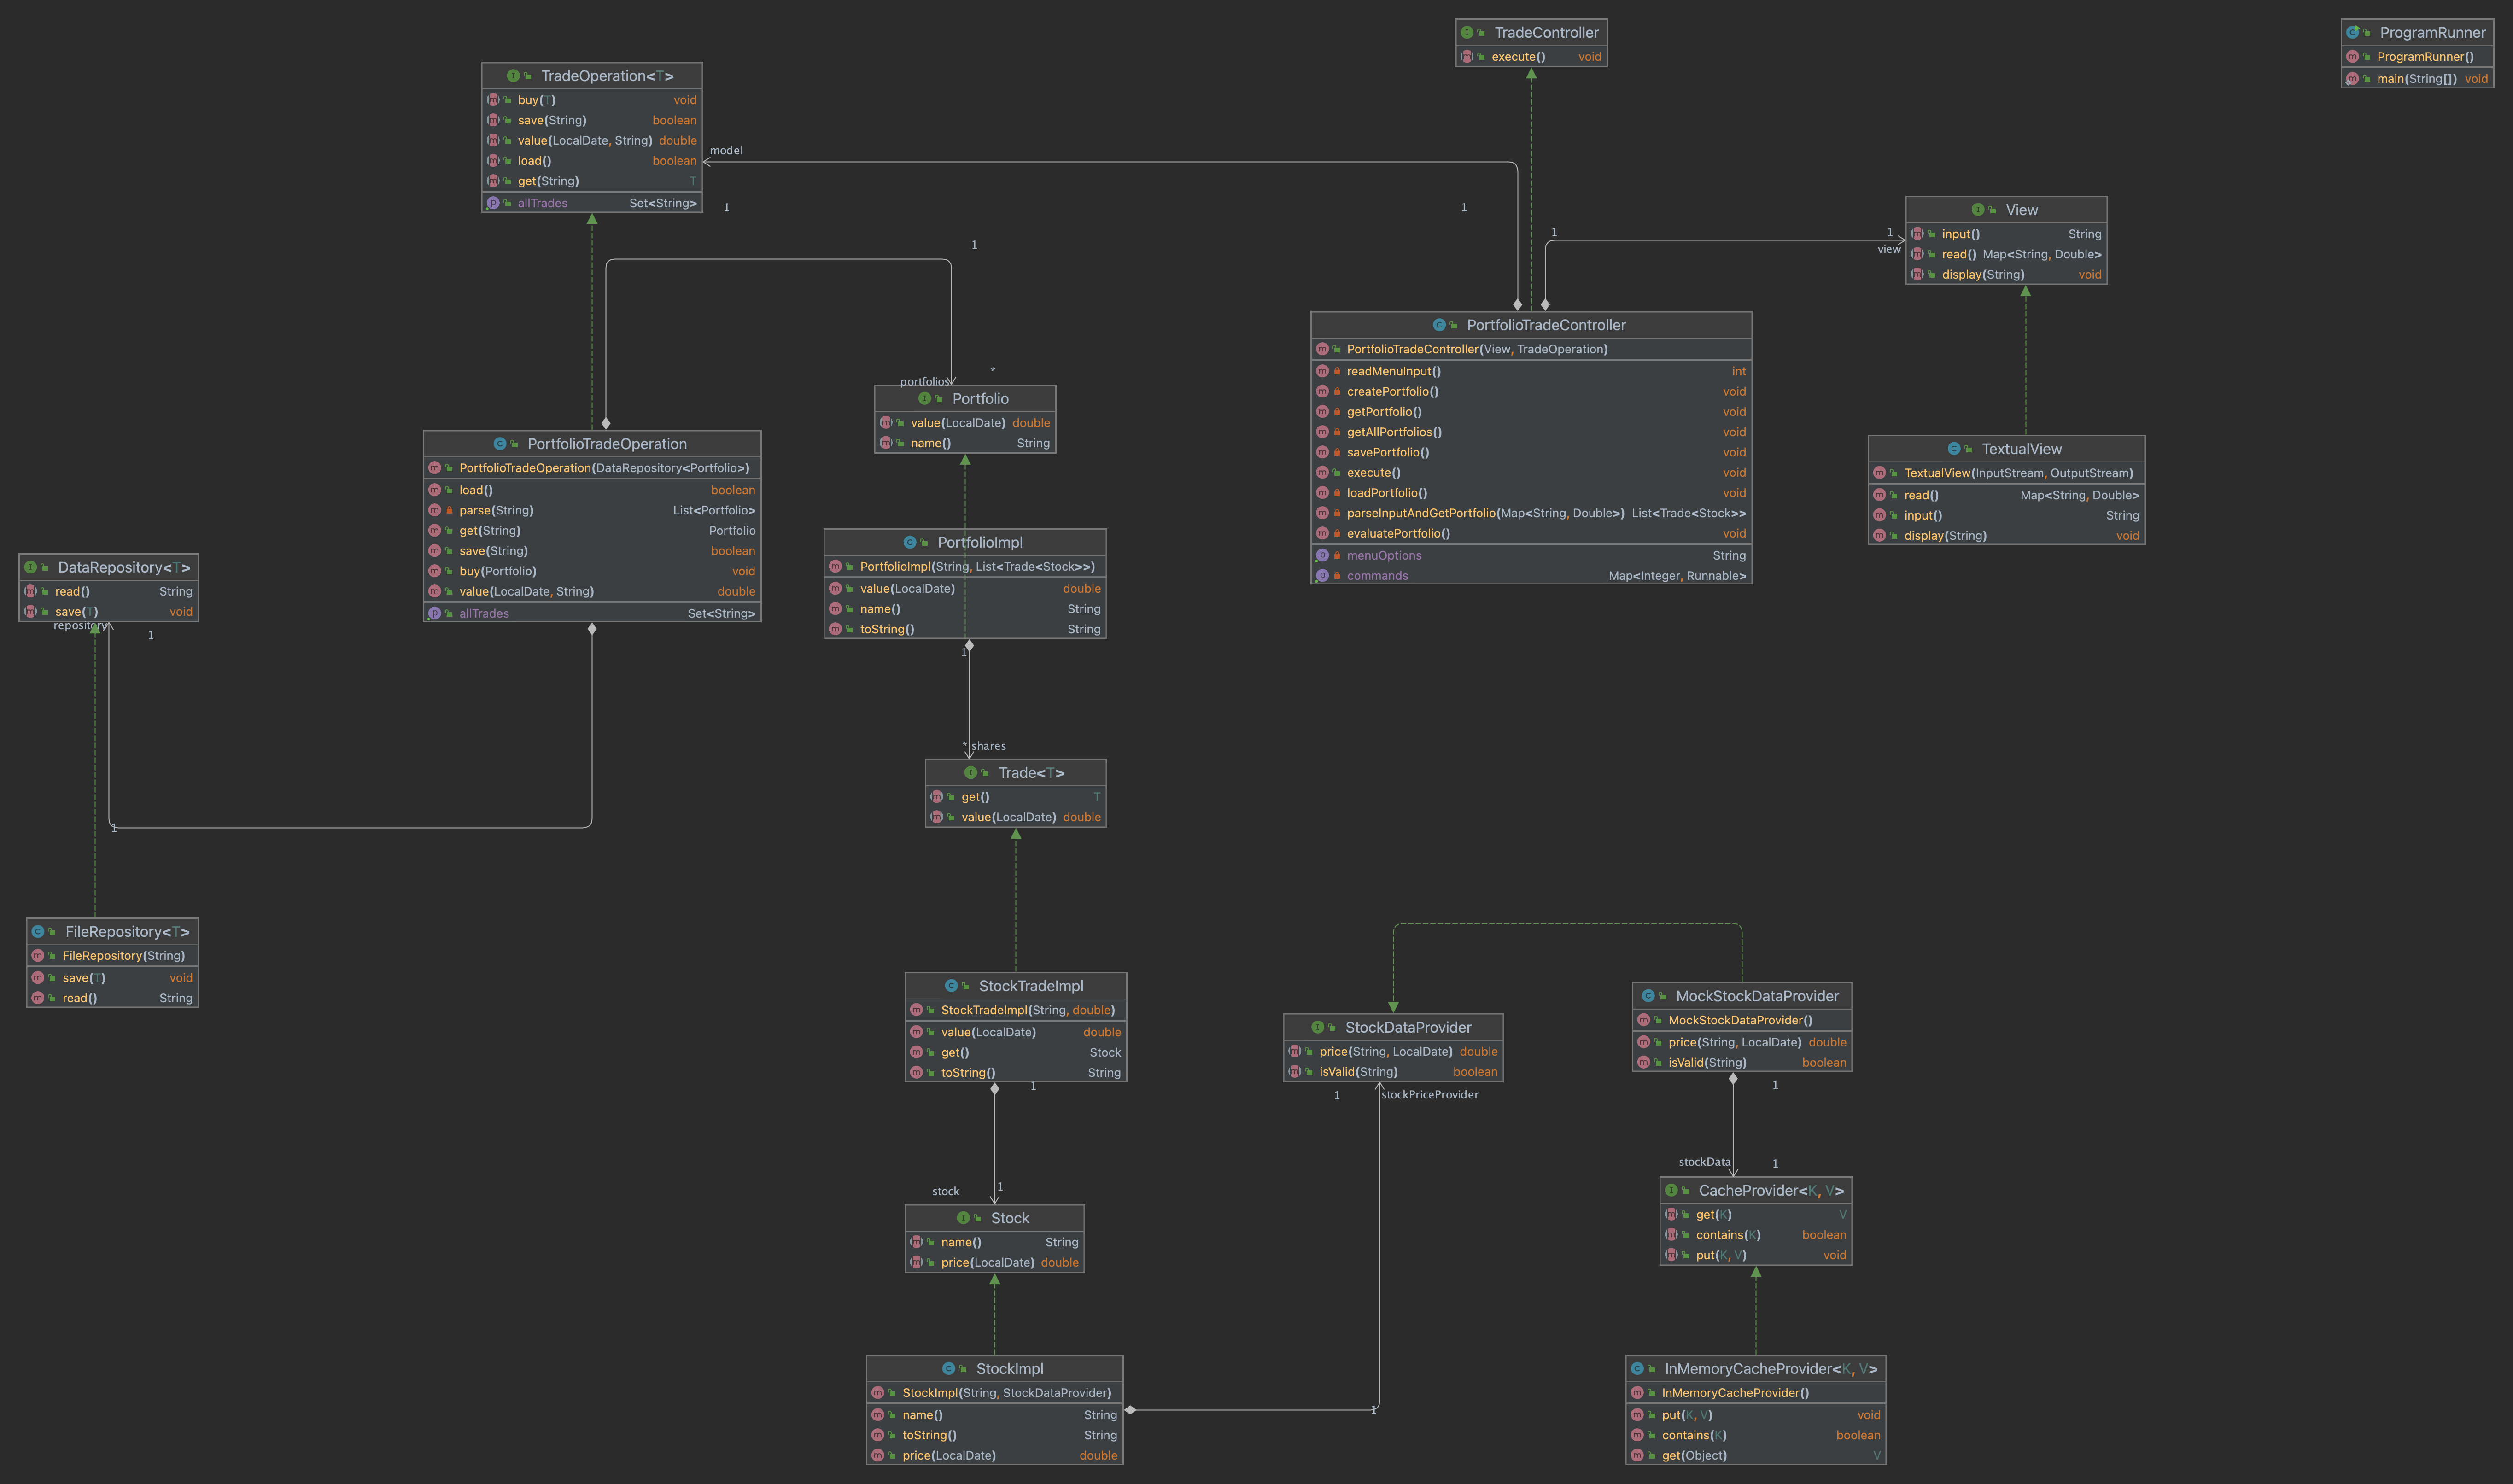 TradeController
execute() void
ProgramRunner
ProgramRunner()
main(String[]) void
TradeOperation<T>
buy(T) void
save(String) boolean
value(LocalDate, String) double
load() boolean
get(String) T
allTrades Set<String>
model
1
1
View
input() String
read() Map<String, Double>
display(String) void
1
1
view
1
*
portfolios
Portfolio
value(LocalDate) double
name() String
PortfolioTradeController
PortfolioTradeController(View, TradeOperation)
readMenuInput() int
createPortfolio() void
getPortfolio() void
getAllPortfolios() void
savePortfolio() void
execute() void
loadPortfolio() void
parseInputAndGetPortfolio(Map<String, Double>) List<Trade<Stock>>
evaluatePortfolio() void
menuOptions String
commands Map<Integer, Runnable>
TextualView
TextualView(InputStream, OutputStream)
read() Map<String, Double>
input() String
display(String) void
PortfolioTradeOperation
PortfolioTradeOperation(DataRepository<Portfolio>)
load() boolean
parse(String) List<Portfolio>
get(String) Portfolio
save(String) boolean
buy(Portfolio) void
value(LocalDate, String) double
allTrades Set<String>
PortfolioImpl
PortfolioImpl(String, List<Trade<Stock>>)
value(LocalDate) double
name() String
toString() String
DataRepository<T>
read() String
save(T) void
repository
1
1
1
* shares
Trade<T>
get() T
value(LocalDate) double
FileRepository<T>
FileRepository(String)
save(T) void
read() String
StockTradeImpl
StockTradeImpl(String, double)
value(LocalDate) double
get() Stock
toString() String
1
StockDataProvider
price(String, LocalDate) double
isValid(String) boolean
1
stockPriceProvider
MockStockDataProvider
MockStockDataProvider()
price(String, LocalDate) double
isValid(String) boolean
1
stockData
1
CacheProvider<K, V>
get(K) V
contains(K) boolean
put(K, V) void
stock
1
Stock
name() String
price(LocalDate) double
StockImpl
StockImpl(String, StockDataProvider)
name() String
toString() String
price(LocalDate) double
1
InMemoryCacheProvider<K, V>
InMemoryCacheProvider()
put(K, V) void
contains(K) boolean
get(Object) V